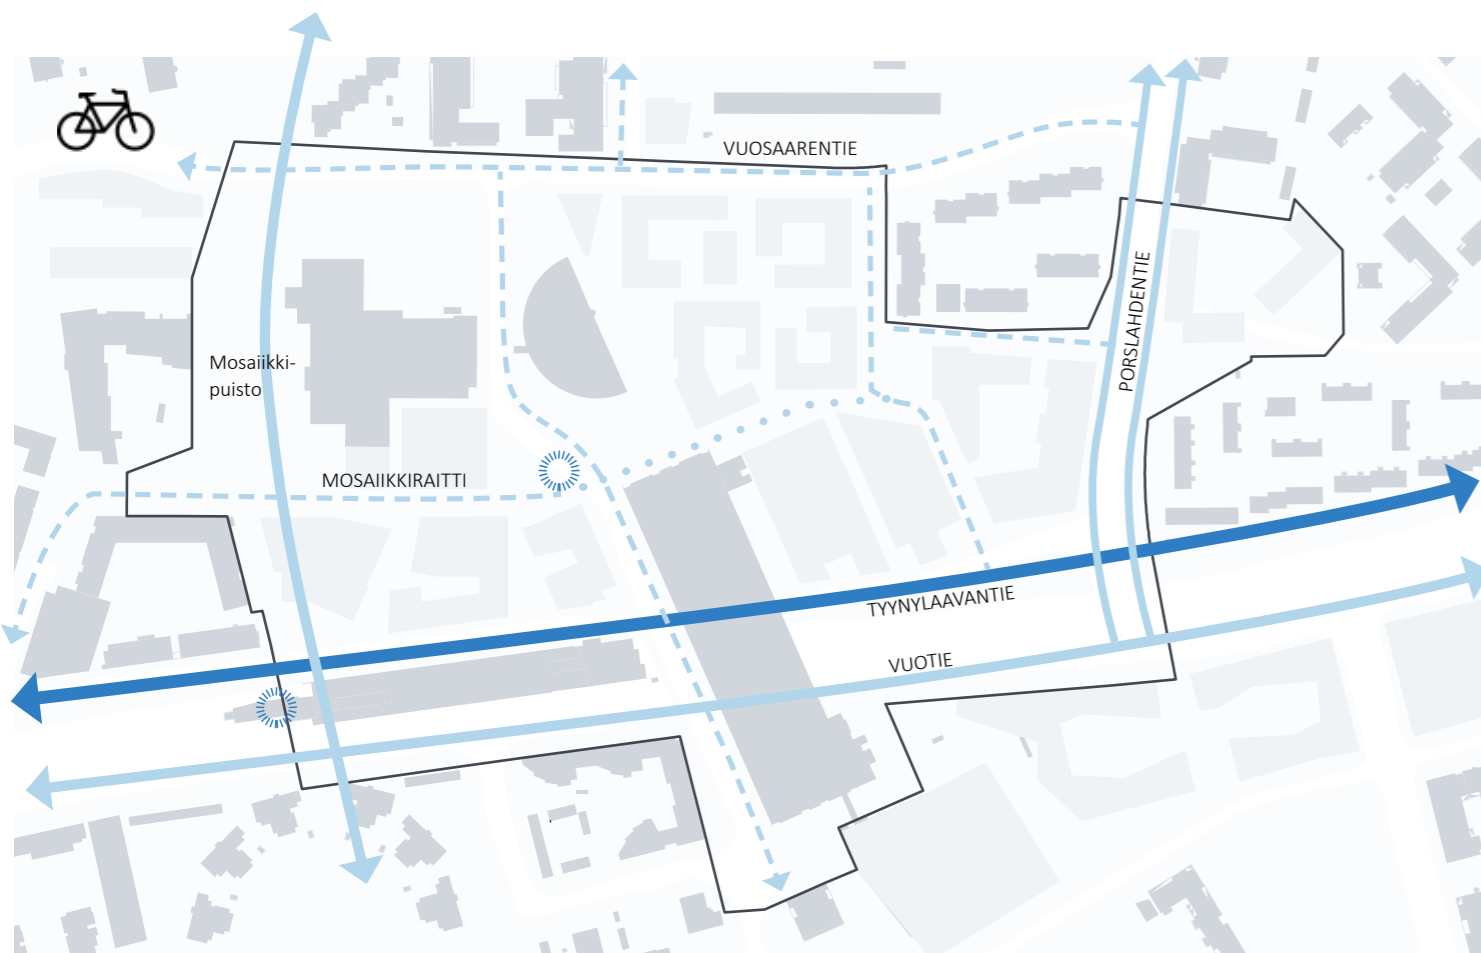 VUOSAARENTIE
PORSLAHDENTIE
Mosaiikki-
puisto
MOSAIIKKIRAITTI
TYYNYLAAVANTIE
VUOTIE